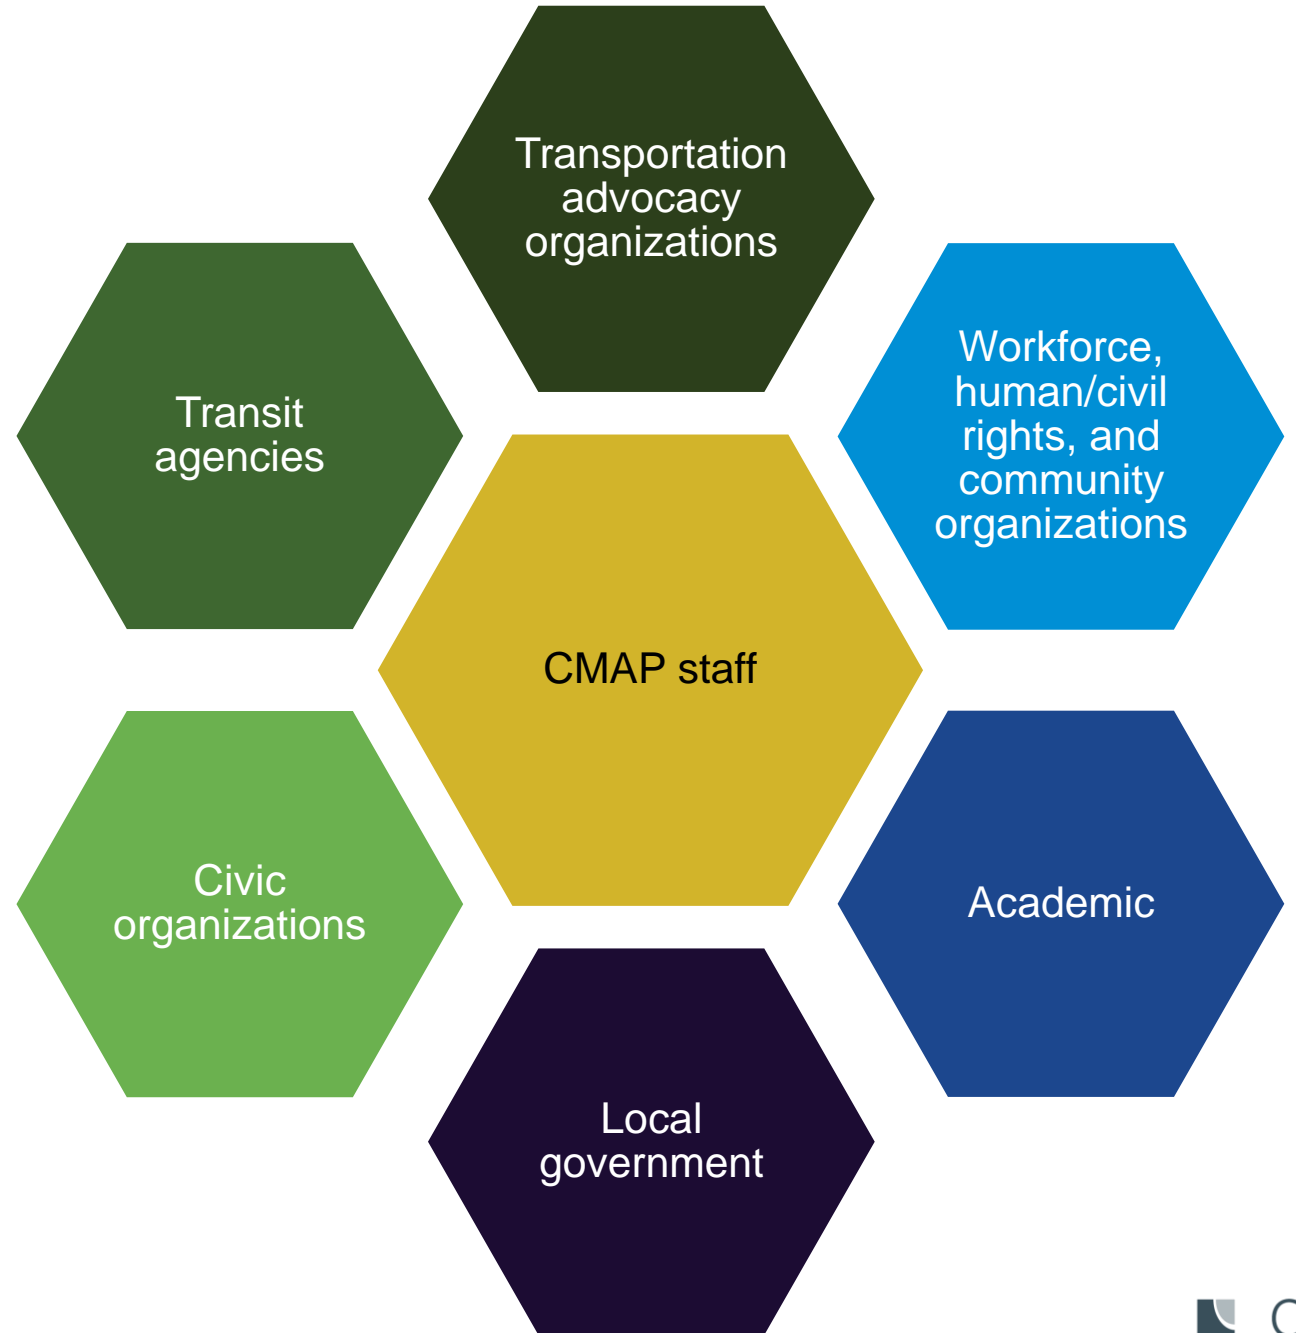 Transportation
advocacy
organizations
Workforce,
human/civil
rights, and
community
organizations
Transit
agencies
CMAP staff
Civic
organizations
Academic
Local
government